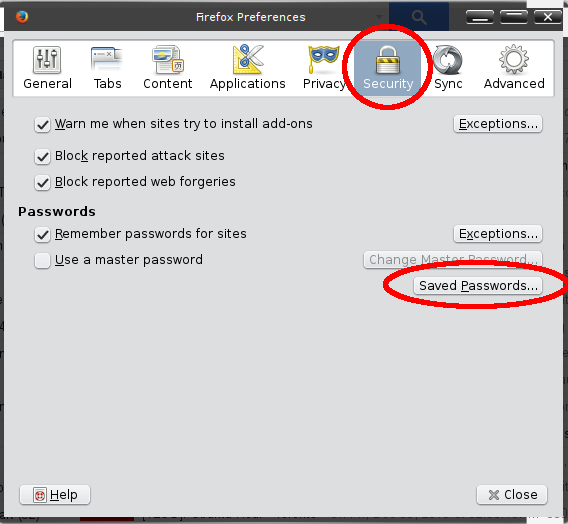 Firefox Preferences
General Tabs Content Applications Privacy Security Sync Advanced
Warn me when sites try to install add-ons Exceptions...
Block reported attack sites
Block reported web forgeries
Passwords
Remember passwords for sites Exceptions...
Use a master password Change Master Password...
Saved Passwords...
Help Close